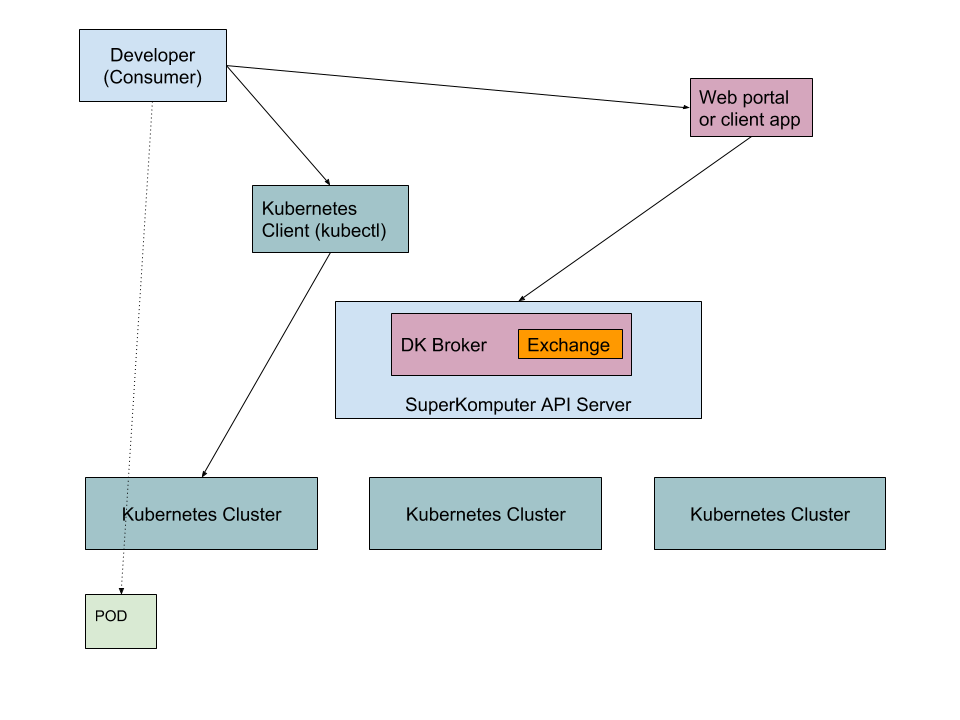 Developer
(Consumer)
Web portal
or client app
Kubernetes
Client (kubectl)
DK Broker
Exchange
SuperKomputer API Server
Kubernetes Cluster
Kubernetes Cluster
Kubernetes Cluster
POD